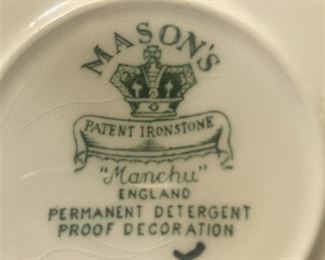 MASON'S
PATENT IRONSTONE
"Manchu"
ENGLAND
PERMANENT DETERGENT
PROOF DECORATION